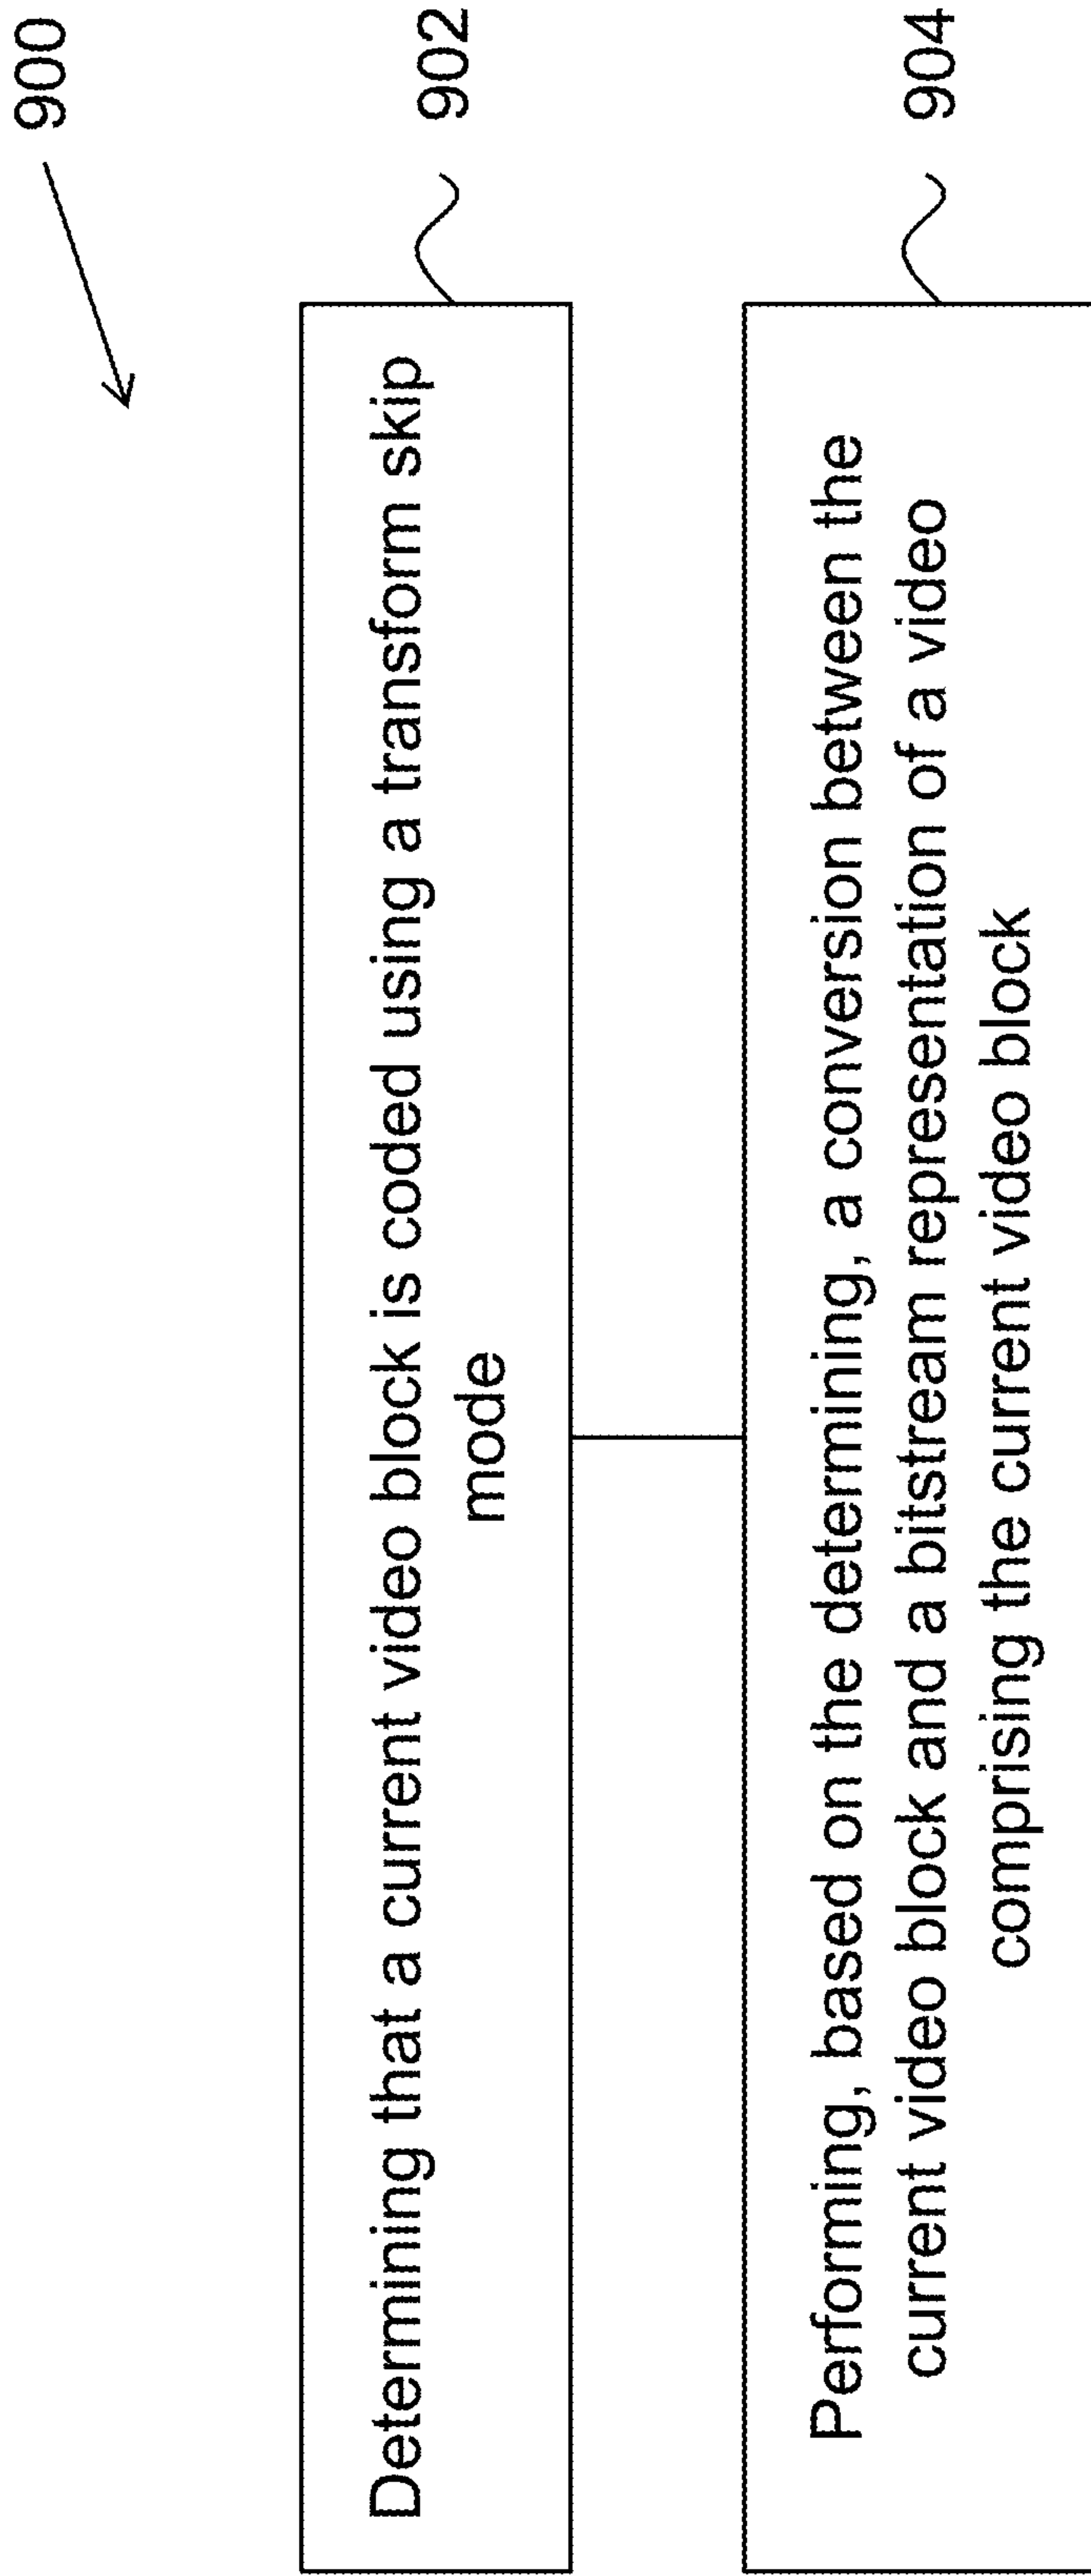 900
Determining that a current video block is coded using a transform skip
mode
902
Performing, based on the determining, a conversion between the
current video block and a bitstream representation of a video
comprising the current video block
904